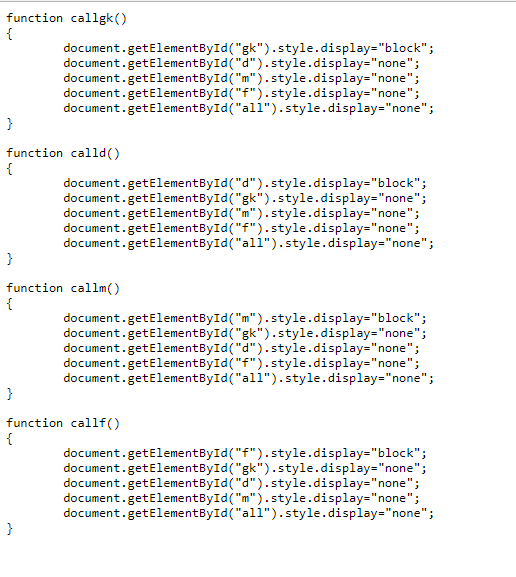 function callgk()
{
        document.getElementById("gk").style.display="block";
        document.getElementById("d").style.display="none";
        document.getElementById("m").style.display="none";
        document.getElementById("f").style.display="none";
        document.getElementById("all").style.display="none";
}

function calld()
{
        document.getElementById("d").style.display="block";
        document.getElementById("gk").style.display="none";
        document.getElementById("m").style.display="none";
        document.getElementById("f").style.display="none";
        document.getElementById("all").style.display="none";
}

function callm()
{
        document.getElementById("m").style.display="block";
        document.getElementById("gk").style.display="none";
        document.getElementById("d").style.display="none";
        document.getElementById("f").style.display="none";
        document.getElementById("all").style.display="none";
}

function callf()
{
        document.getElementById("f").style.display="block";
        document.getElementById("gk").style.display="none";
        document.getElementById("d").style.display="none";
        document.getElementById("m").style.display="none";
        document.getElementById("all").style.display="none";
}